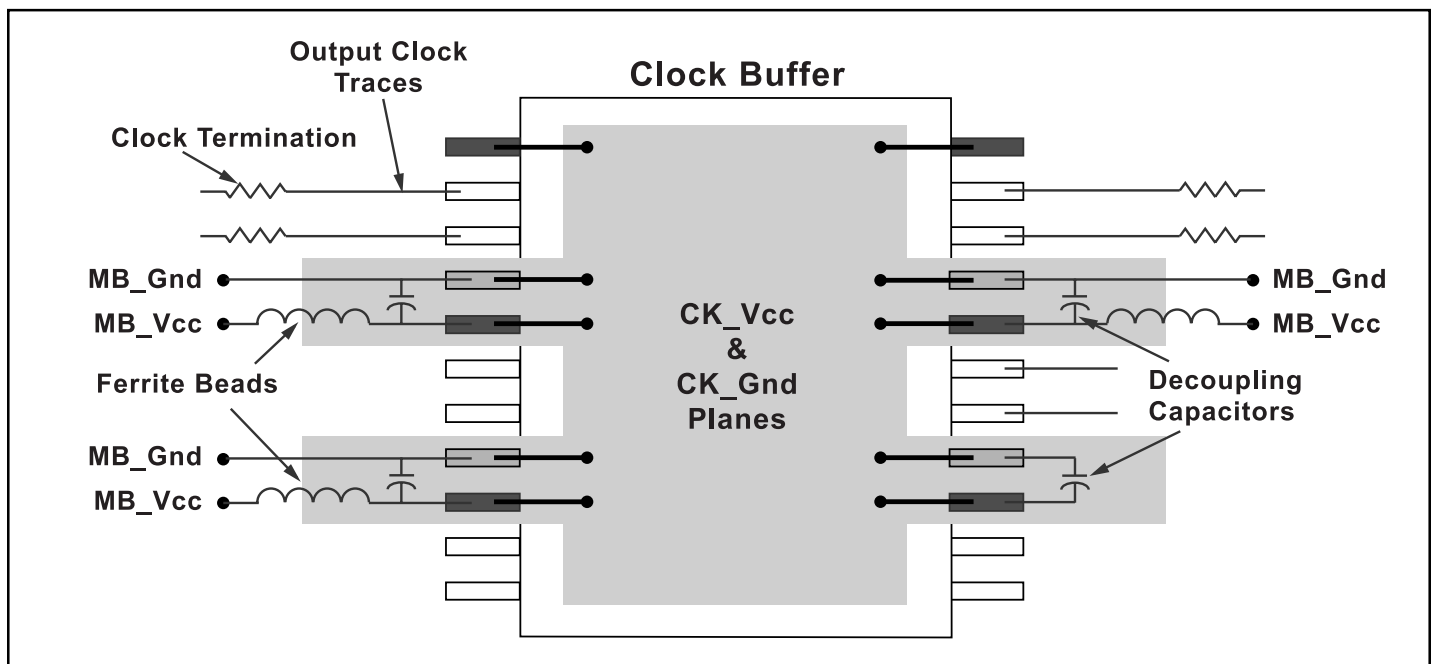 Output Clock
Traces
Clock Buffer
Clock Termination
MB_Gnd
MB_Vcc
MB_Gnd
MB_Vcc
CK_Vcc
&
CK_Gnd
Planes
Ferrite Beads
Decoupling
Capacitors
MB_Gnd
MB_Vcc